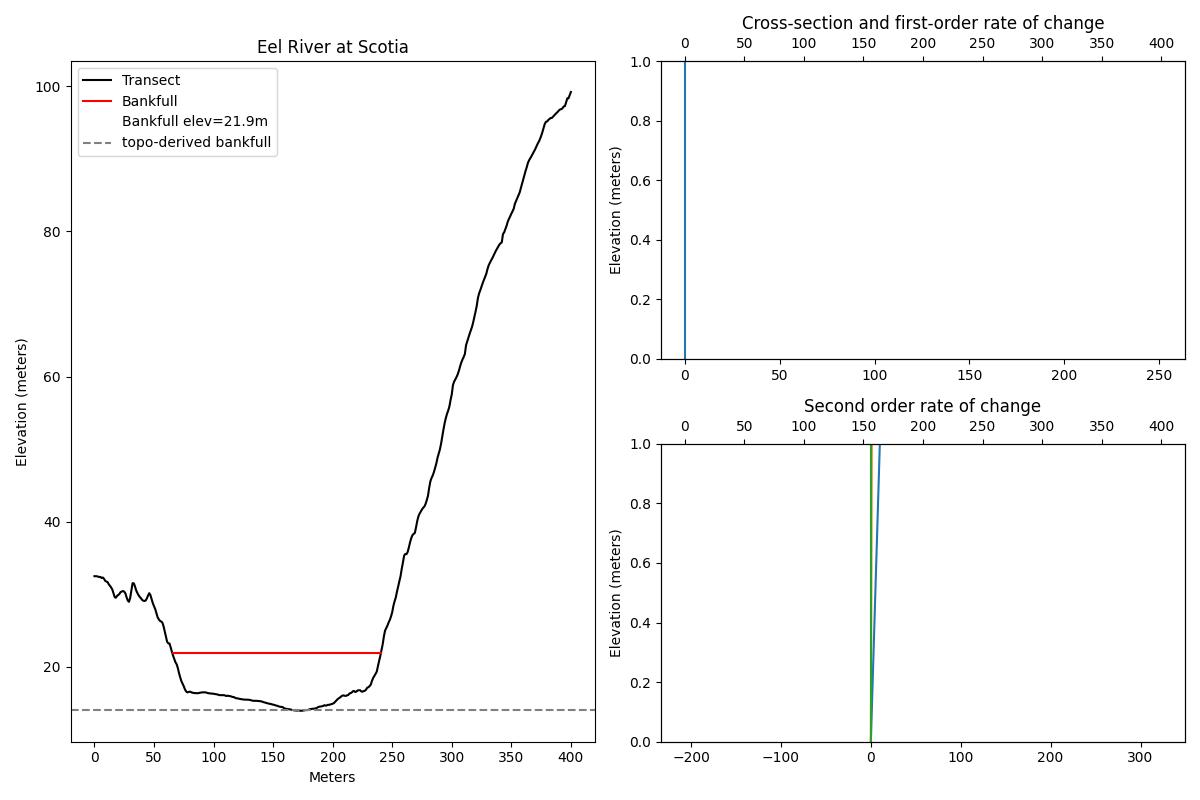 Eel River at Scotia
Transect
Bankfull
Bankfull elev=21.9m
topo-derived bankfull
100
80
60
40
20
Elevation (meters)
0 50 100 150 200 250 300 350 400
Meters
Cross-section and first-order rate of change
0 50 100 150 200 250 300 350 400
1.0
0.8
0.6
0.4
0.2
0.0
Elevation (meters)
0 50 100 150 200 250
Second order rate of change
0 50 100 150 200 250 300 350 400
1.0
0.8
0.6
0.4
0.2
0.0
Elevation (meters)
−200 −100 0 100 200 300